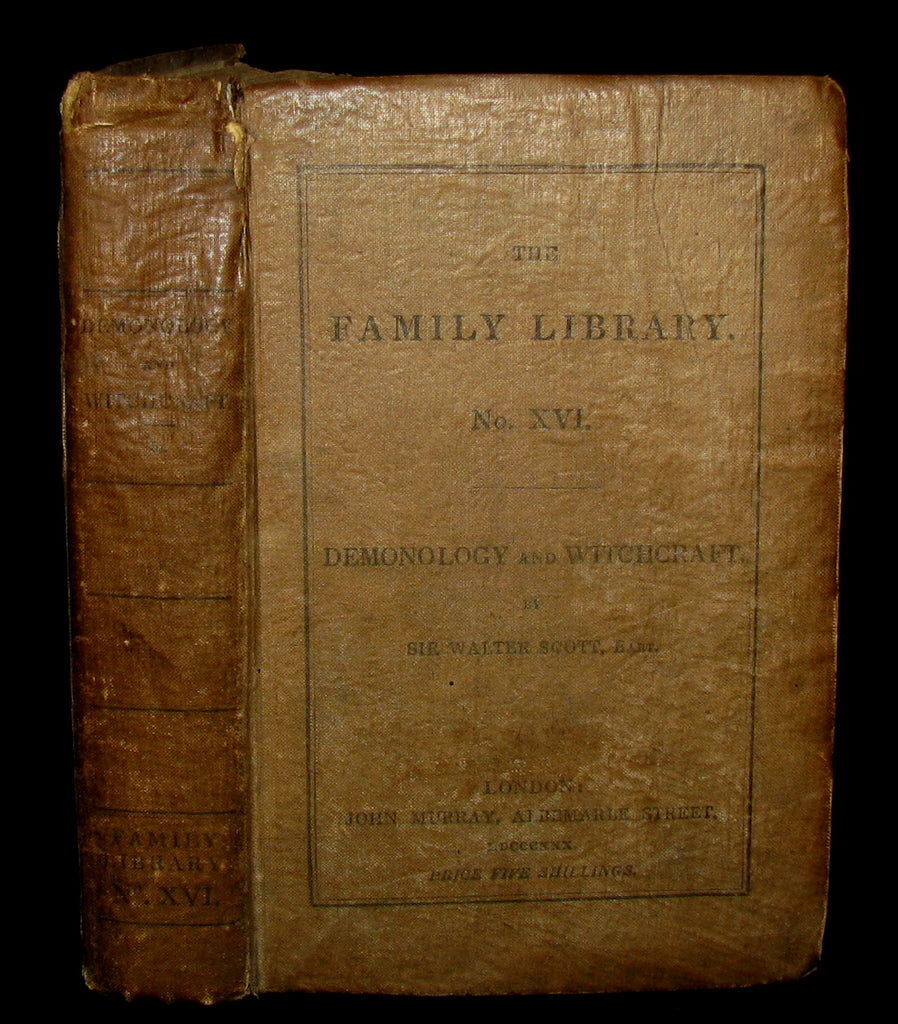 DEMONOLOGY
AND
WITCHCRAFT
FAMILY
LIBRARY
No. XVI.
THE
FAMILY LIBRARY.
No. XVI.
DEMONOLOGY AND WITCHCRAFT.
BY
SIR WALTER SCOTT, BART.
LONDON:
JOHN MURRAY, ALBEMARLE STREET.
MDCCCXXX.
PRICE FIVE SHILLINGS.